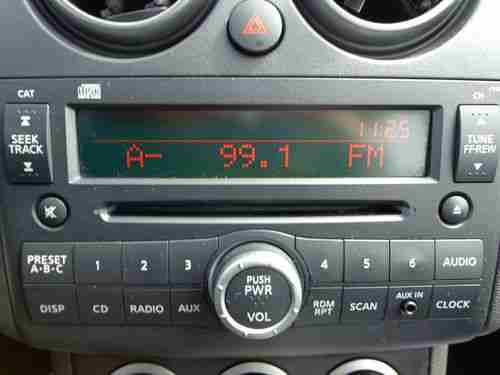 CAT
CH
SEEK
TRACK
TUNE
FF·REW
11:25
A- 99.1 FM
PRESET
A·B·C
1 2 3
4 5 6 AUDIO
PUSH
PWR
VOL
DISP CD RADIO AUX
RDM
RPT
SCAN
AUX IN
CLOCK